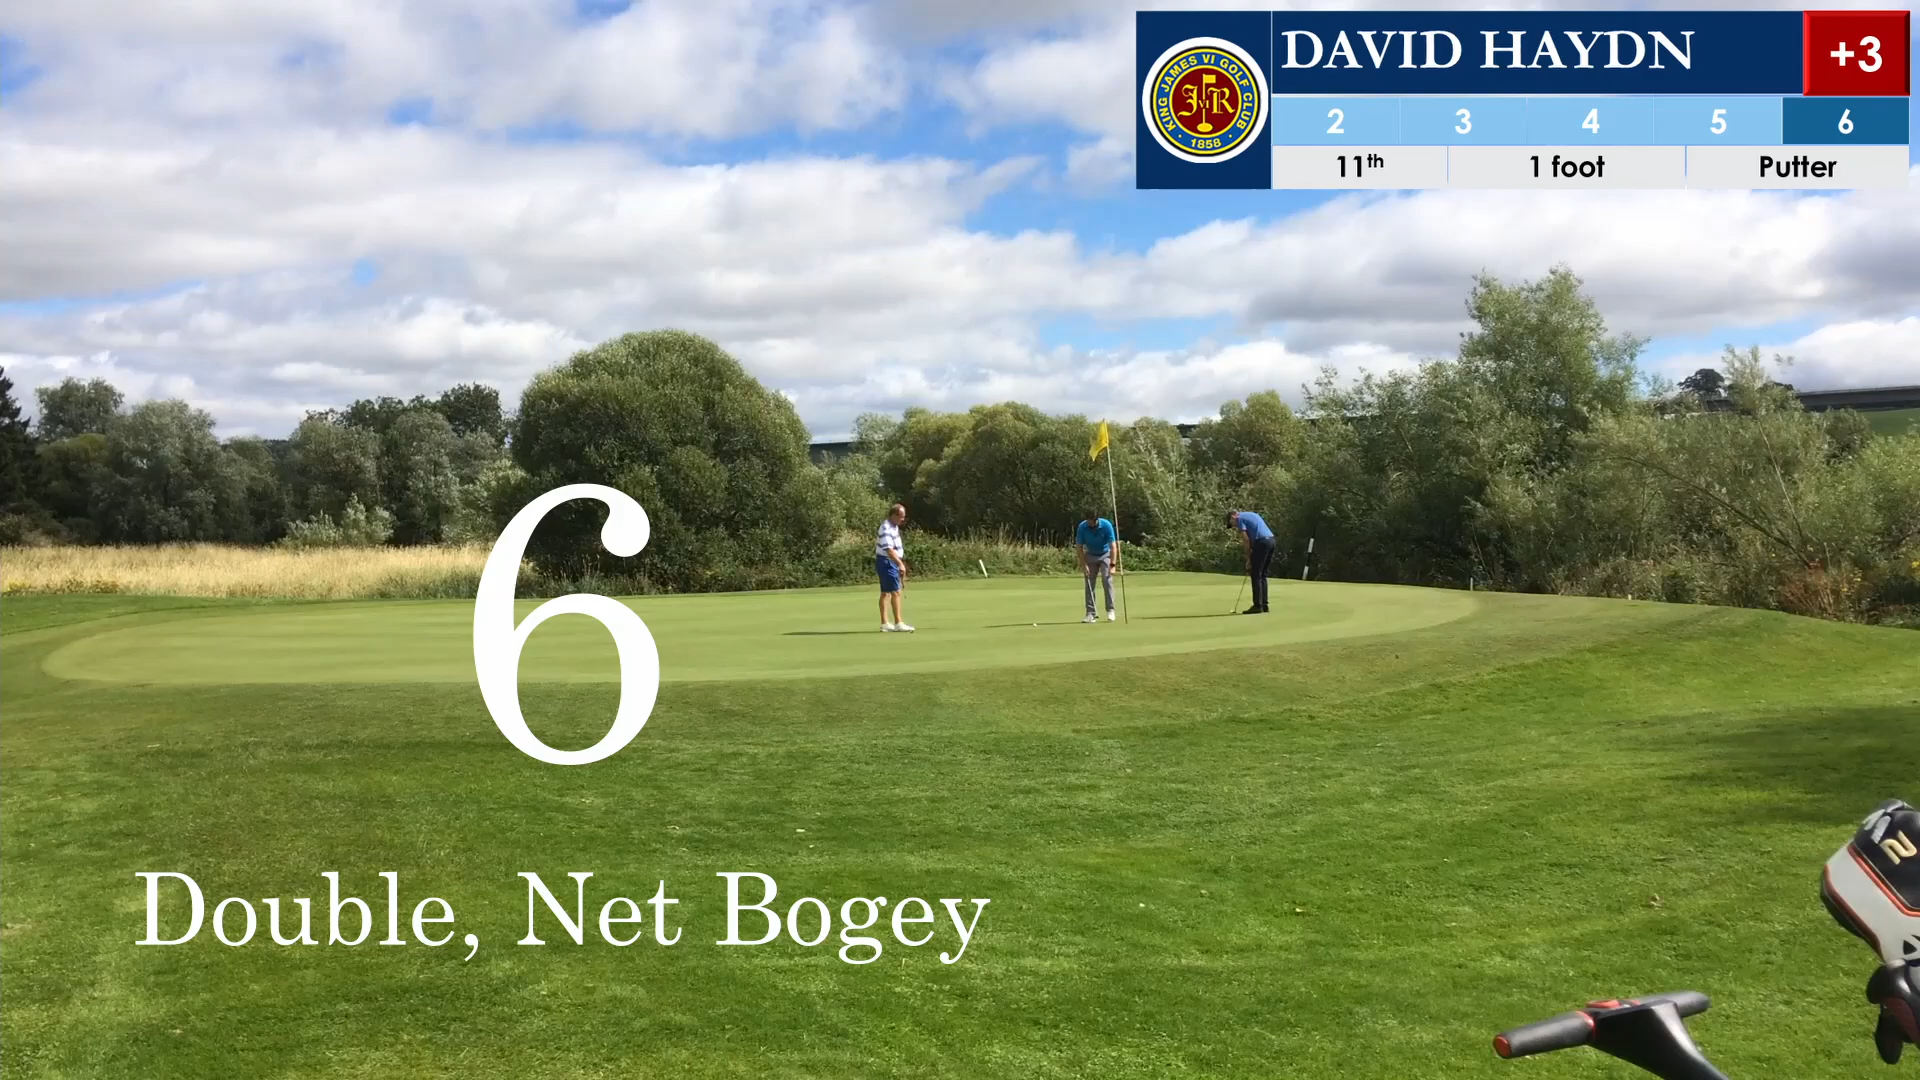 DAVID HAYDN +3
KING JAMES VI GOLF CLUB
1858
2 3 4 5 6
11th 1 foot Putter
6
Double, Net Bogey